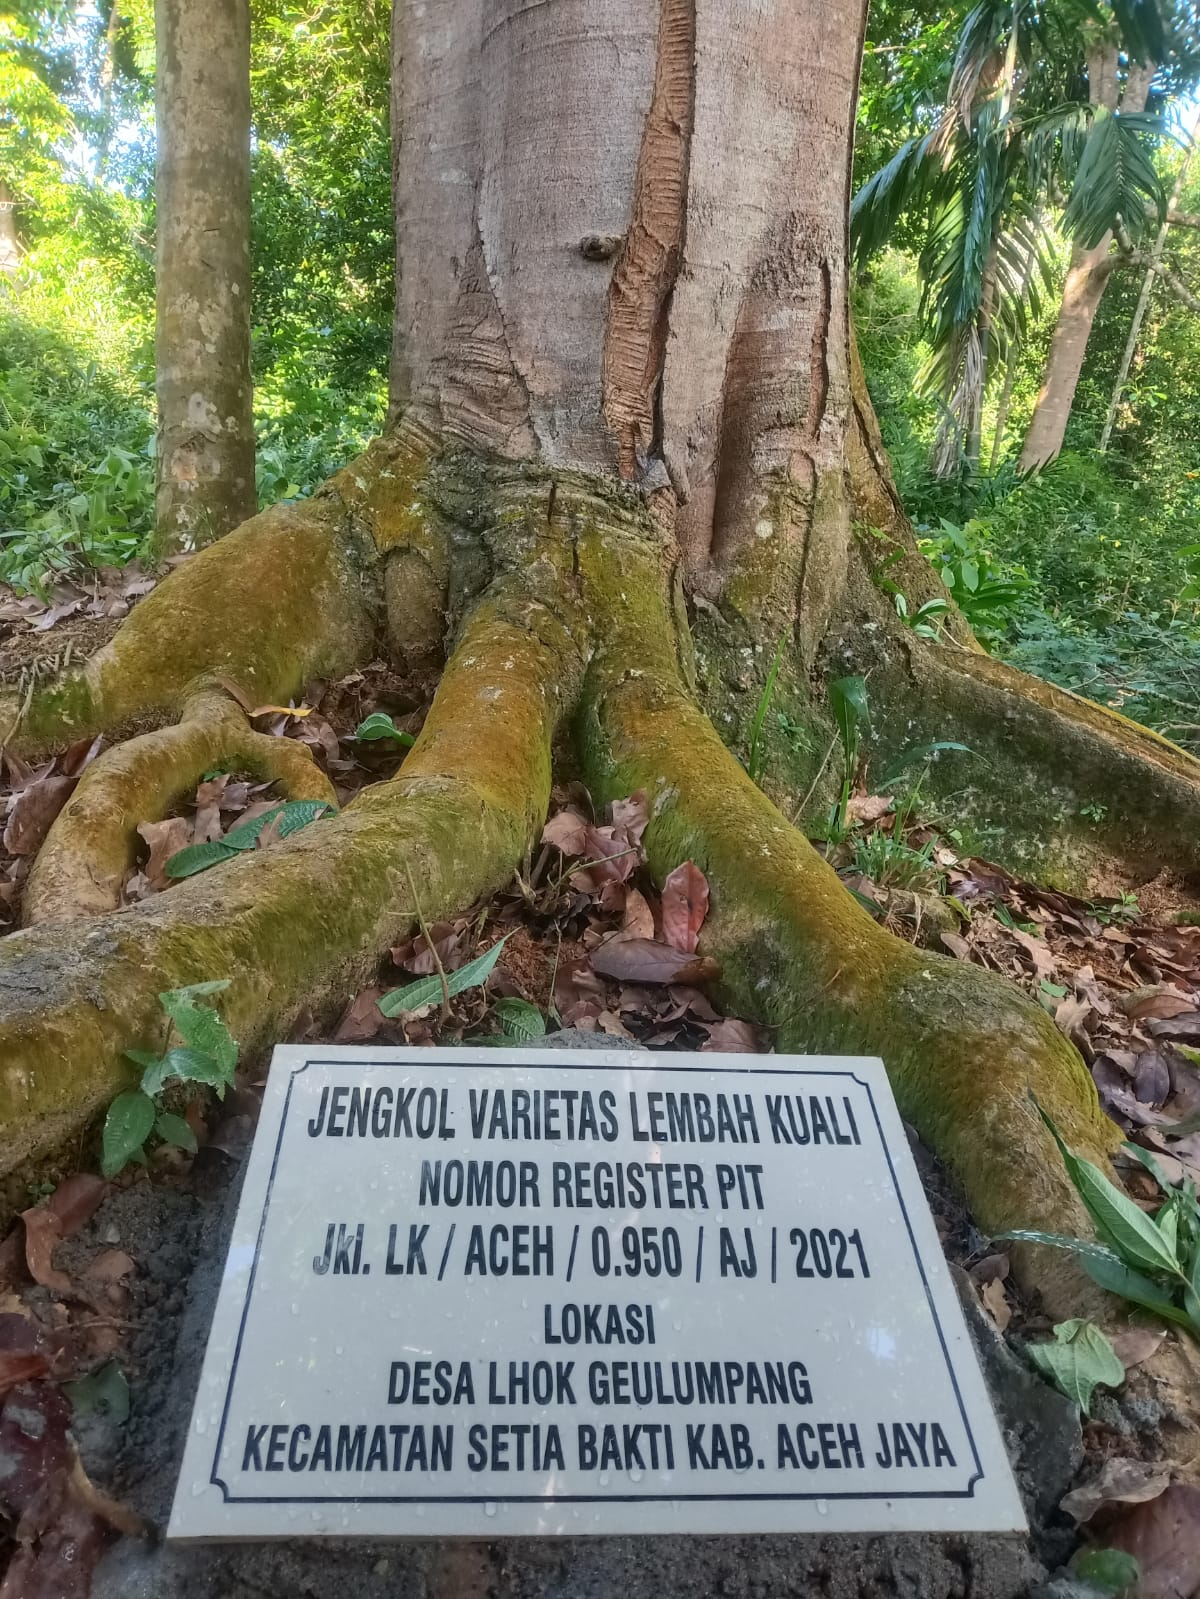 JENGKOL VARIETAS LEMBAH KUALI
NOMOR REGISTER PIT
Jkl. LK / ACEH / 0.950 / AJ / 2021
LOKASI
DESA LHOK GEULUMPANG
KECAMATAN SETIA BAKTI KAB. ACEH JAYA